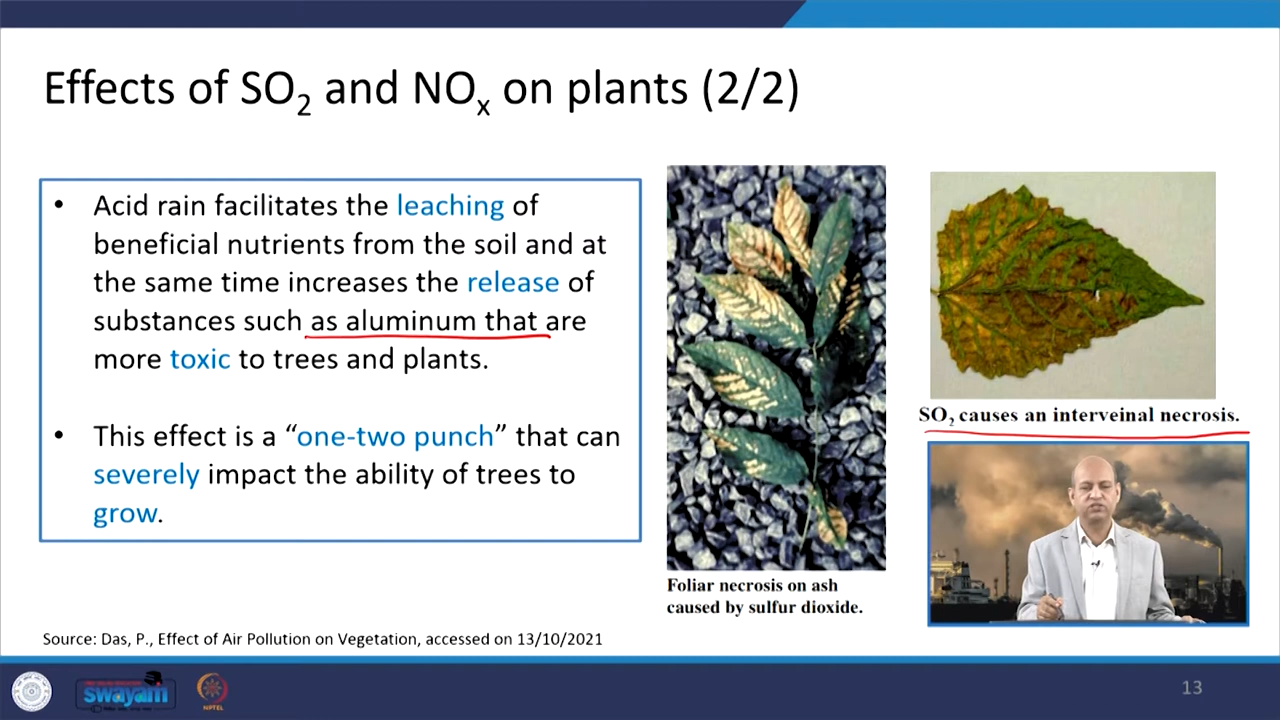 Effects of SO₂ and NOₓ on plants (2/2)
• Acid rain facilitates the leaching of
beneficial nutrients from the soil and at
the same time increases the release of
substances such as aluminum that are
more toxic to trees and plants.
• This effect is a “one-two punch” that can
severely impact the ability of trees to
grow.
Foliar necrosis on ash
caused by sulfur dioxide.
SO₂ causes an interveinal necrosis.
Source: Das, P., Effect of Air Pollution on Vegetation, accessed on 13/10/2021
swayam
NPTEL
13